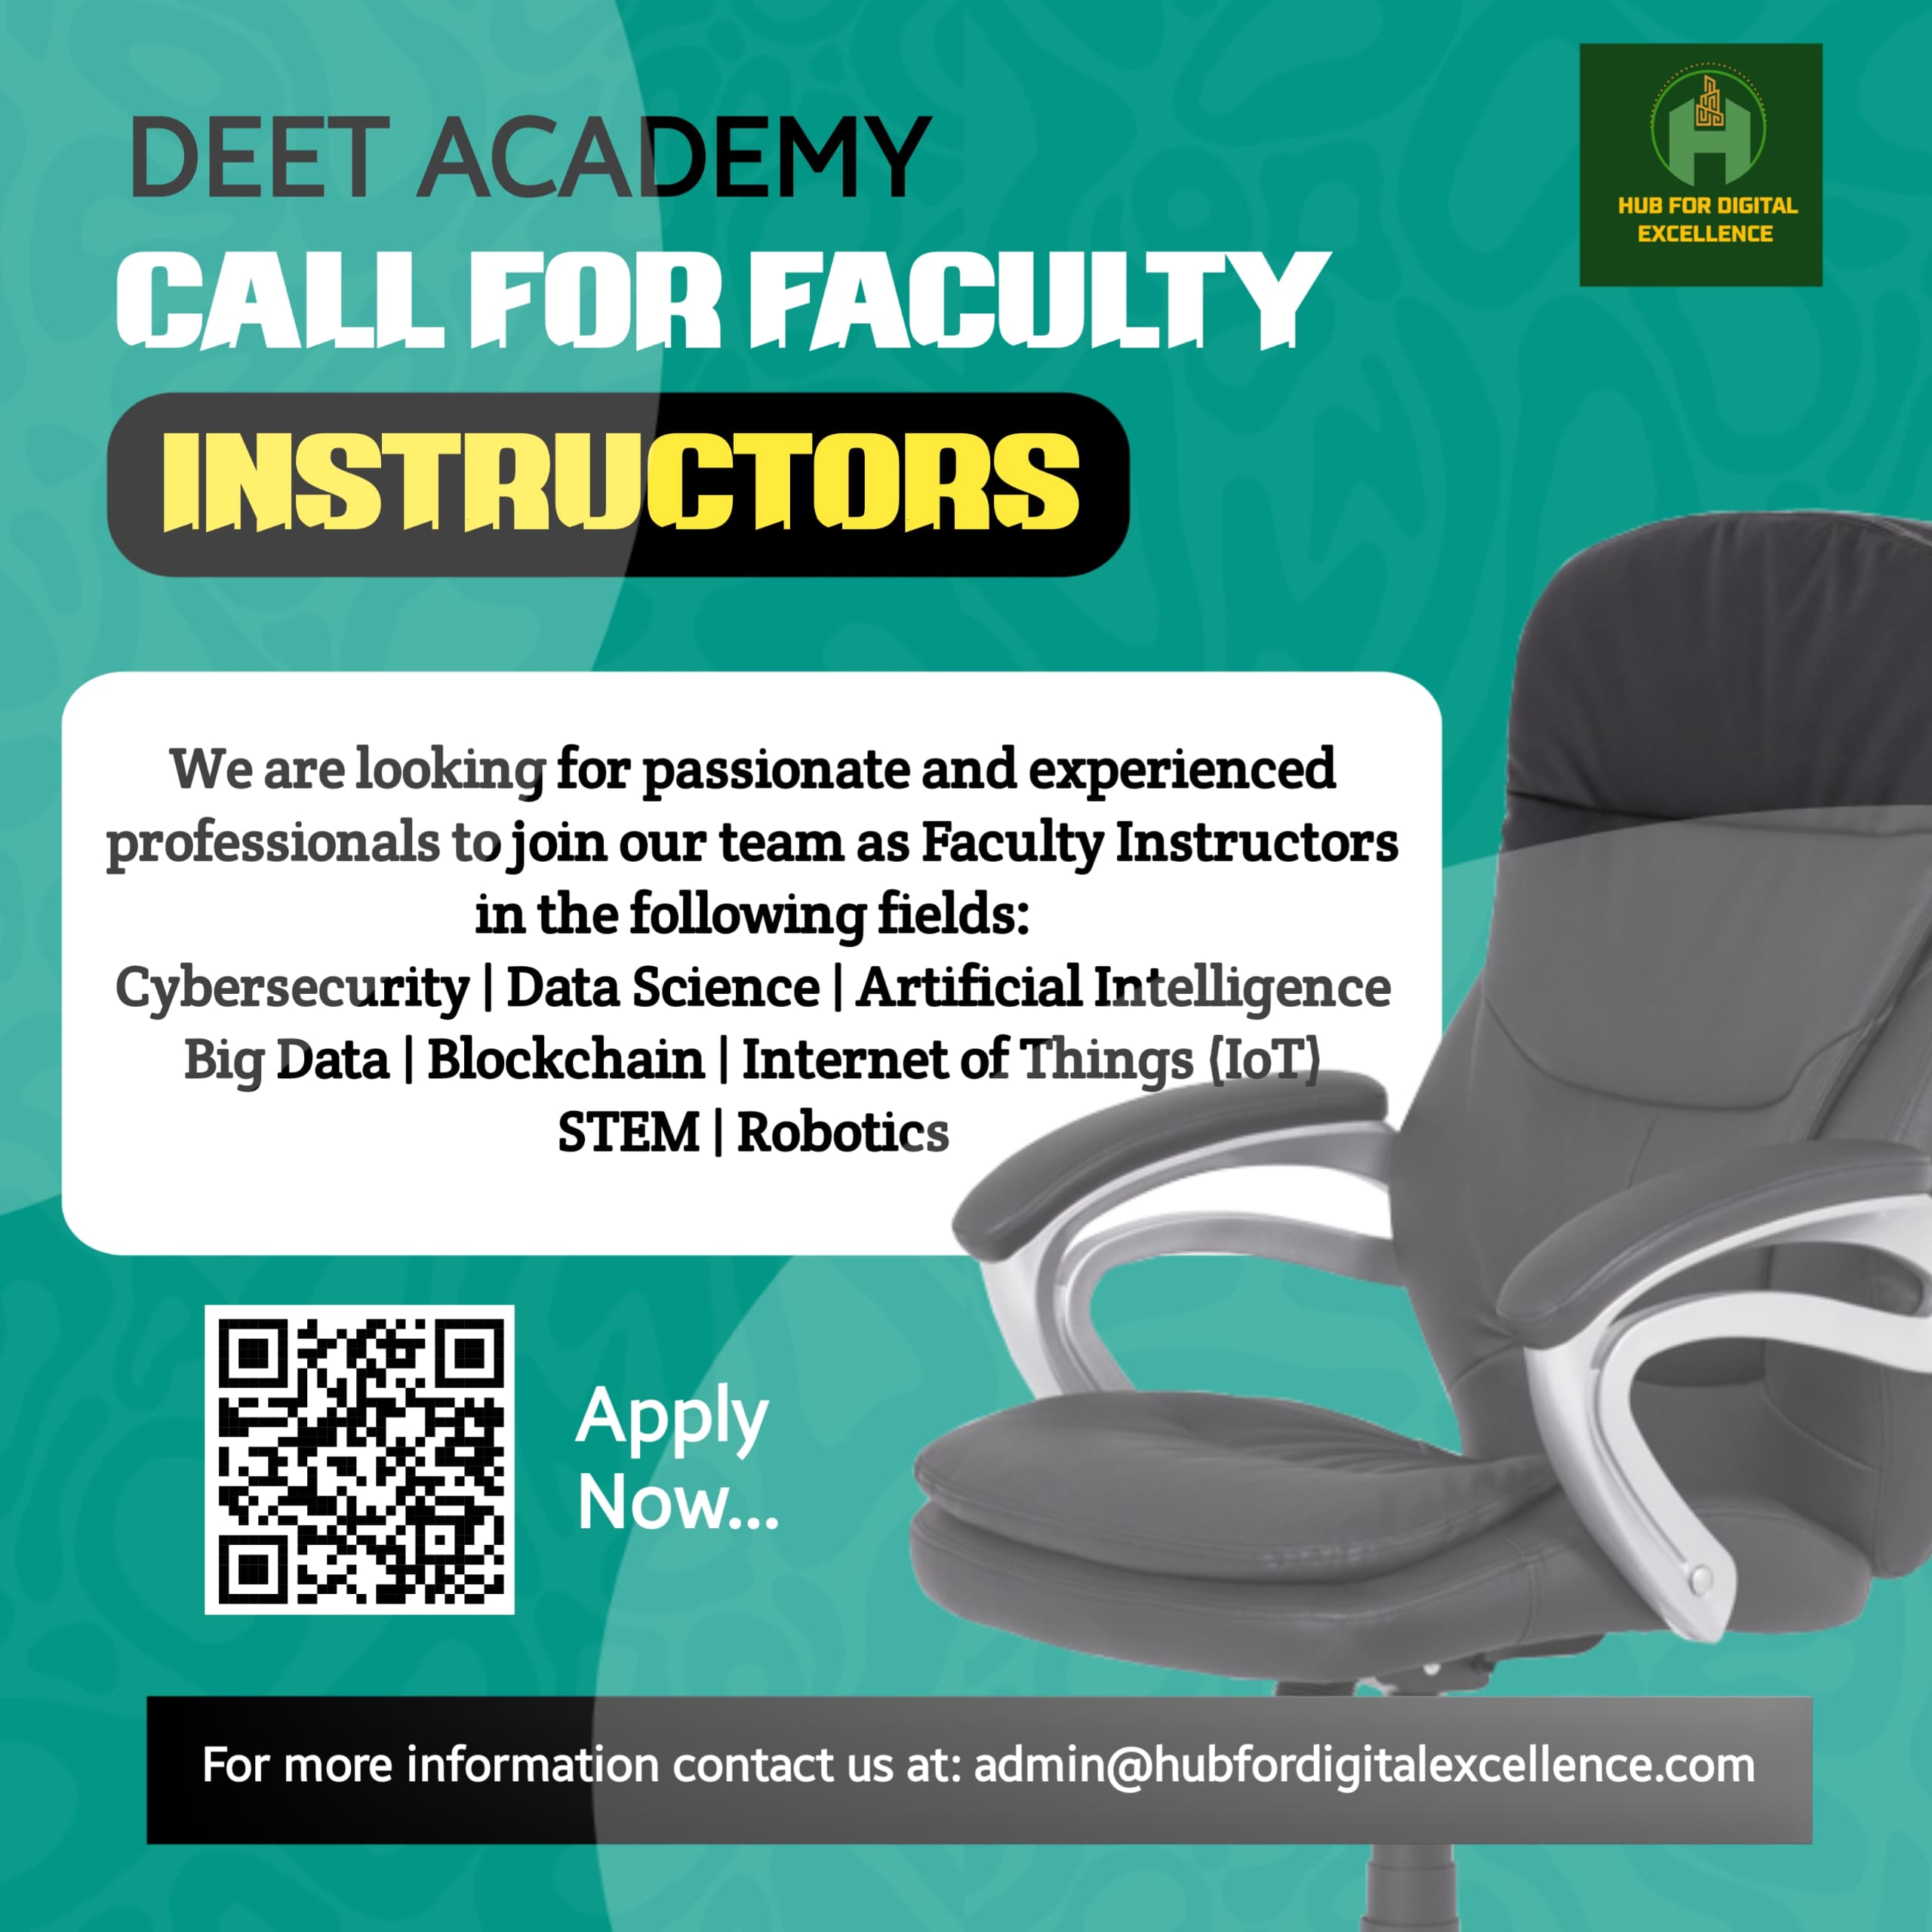 DEET ACADEMY
HUB FOR DIGITAL
EXCELLENCE
CALL FOR FACULTY
INSTRUCTORS
We are looking for passionate and experienced
professionals to join our team as Faculty Instructors
in the following fields:
Cybersecurity | Data Science | Artificial Intelligence
Big Data | Blockchain | Internet of Things (IoT)
STEM | Robotics
Apply
Now...
For more information contact us at: admin@hubfordigitalexcellence.com